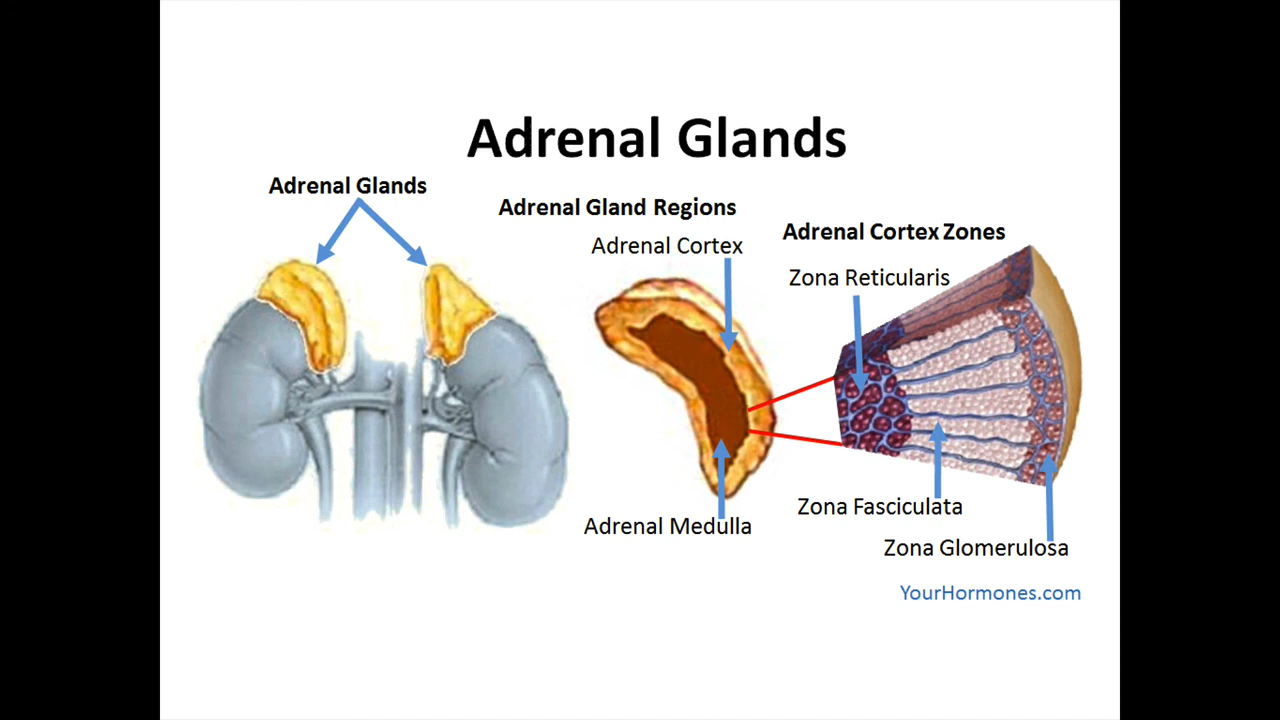 Adrenal Glands
Adrenal Glands
Adrenal Gland Regions
Adrenal Cortex
Adrenal Medulla
Adrenal Cortex Zones
Zona Reticularis
Zona Fasciculata
Zona Glomerulosa
YourHormones.com